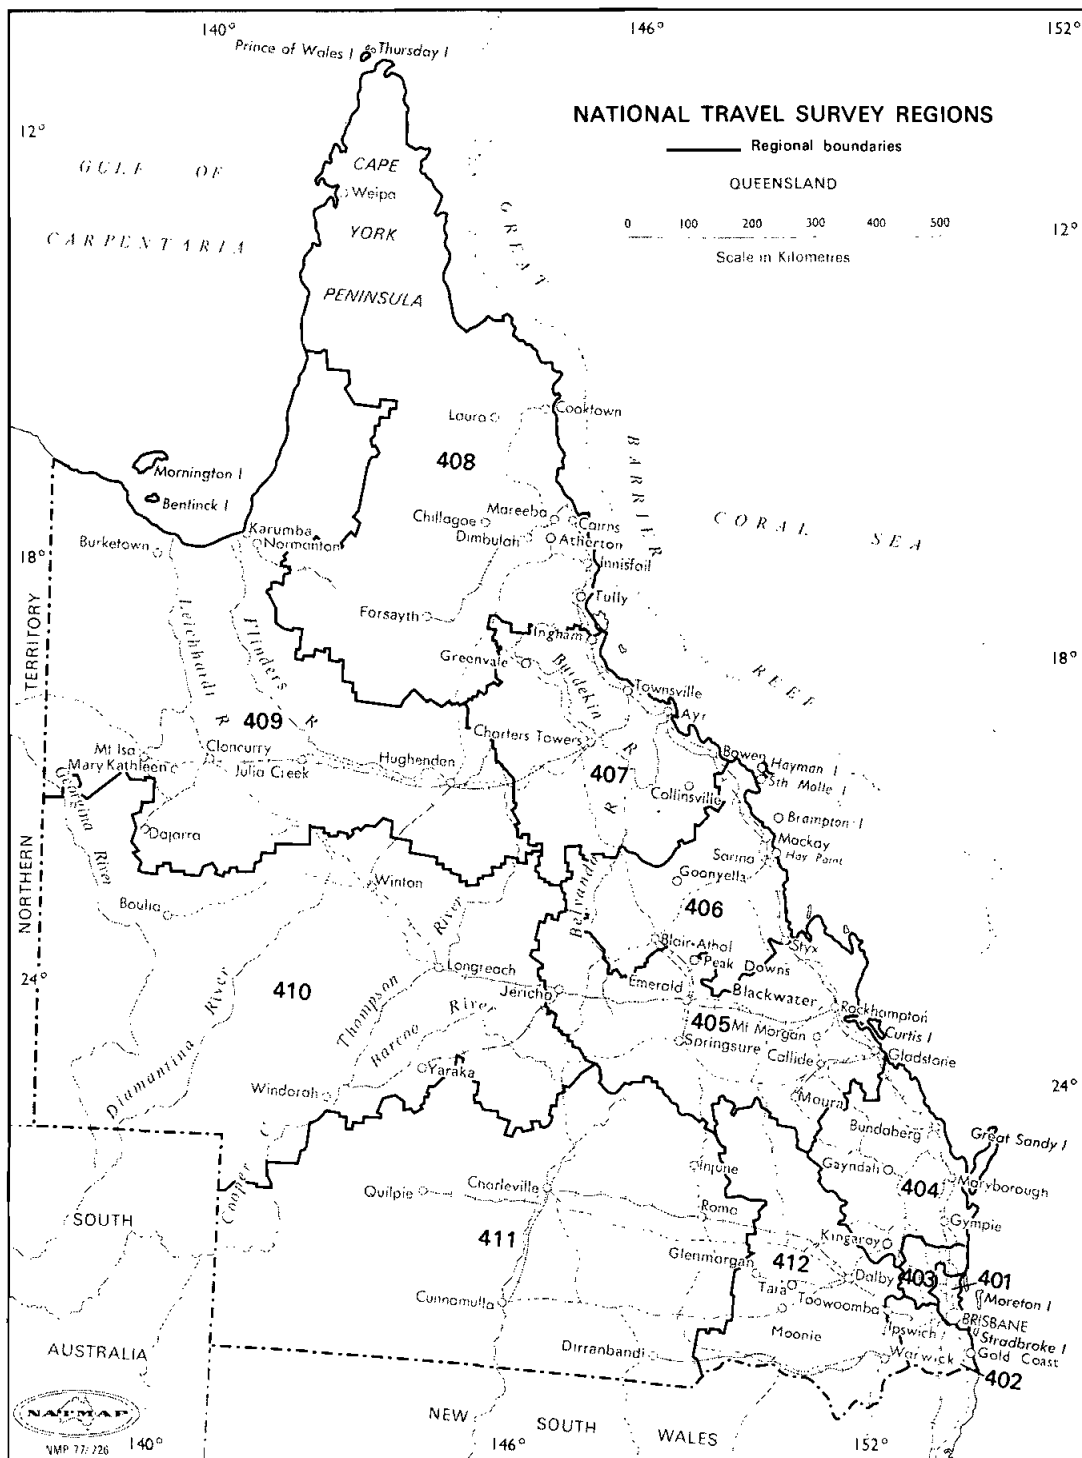 140°
146°
152°
Prince of Wales I
Thursday I
NATIONAL TRAVEL SURVEY REGIONS
Regional boundaries
QUEENSLAND
0 100 200 300 400 500
Scale in Kilometres
12°
12°
GULF OF
CARPENTARIA
CAPE
Weipa
YORK
PENINSULA
GREAT
BARRIER
REEF
CORAL SEA
Laura
Cooktown
408
Mornington I
Bentinck I
Mareeba
Cairns
Chillagoe
Dimbulah
Atherton
Karumba
Normanton
Burketown
18°
Innisfail
Tully
Forsayth
Ingham
18°
Greenvale
Leichhardt R
Flinders R
Burdekin R
TERRITORY
NORTHERN
Townsville
Ayr
409
Charters Towers
Mt Isa
Cloncurry
Mary Kathleen
Julia Creek
Hughenden
407
Bowen
Hayman I
Sth Molle I
Collinsville
Georgina River
Dajarra
Brampton I
Mackay
Hay Point
Sarina
Goonyella
Winton
Boulia
Belyando R
406
River
Blair-Athol
Styx
Peak Downs
Longreach
24°
Emerald
Blackwater
Jericho
410
Rockhampton
Thompson
Barcoo River
405
Mt Morgan
Curtis I
Springsure
Callide
Gladstone
Diamantina River
Yaraka
Windorah
24°
Moura
Bundaberg
Great Sandy I
Injune
Gayndah
Maryborough
404
Charleville
Quilpie
Cooper
SOUTH
Roma
Gympie
411
Kingaroy
Glenmorgan
412
Dalby
403
401
Tara
Moreton I
Cunnamulla
Toowoomba
BRISBANE
Ipswich
Stradbroke I
Moonie
AUSTRALIA
Dirranbandi
Warwick
Gold Coast
402
NATMAP
NMP 77/226
NEW SOUTH WALES
140°
146°
152°